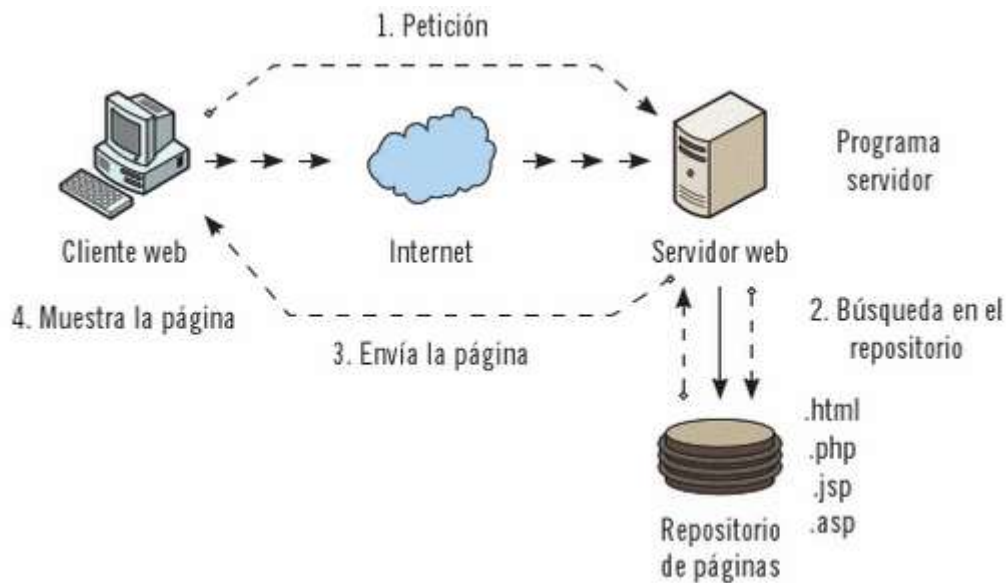 1. Petición
Programa
servidor
Cliente web
Internet
Servidor web
4. Muestra la página
3. Envía la página
2. Búsqueda en el
repositorio
.html
.php
.jsp
.asp
Repositorio
de páginas